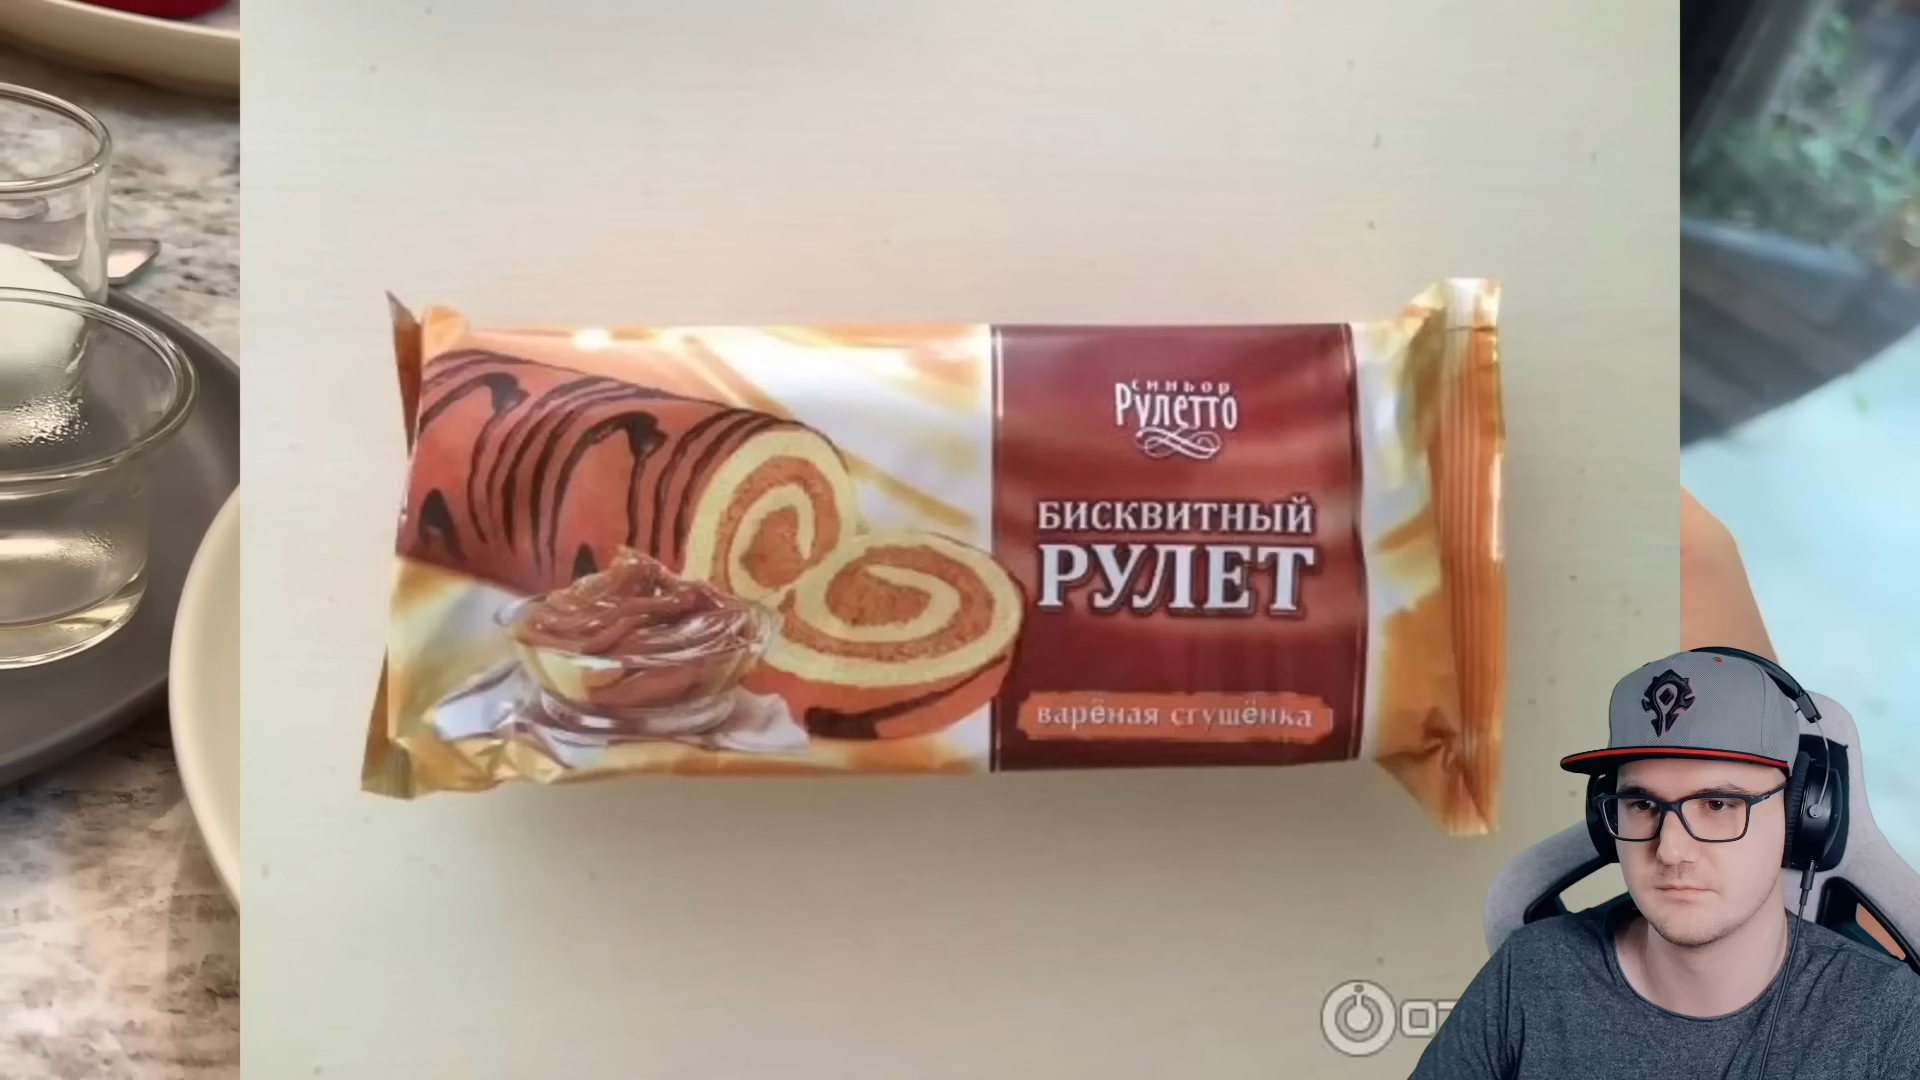 синьор
Рулетто
БИСКВИТНЫЙ
РУЛЕТ
варёная сгущёнка